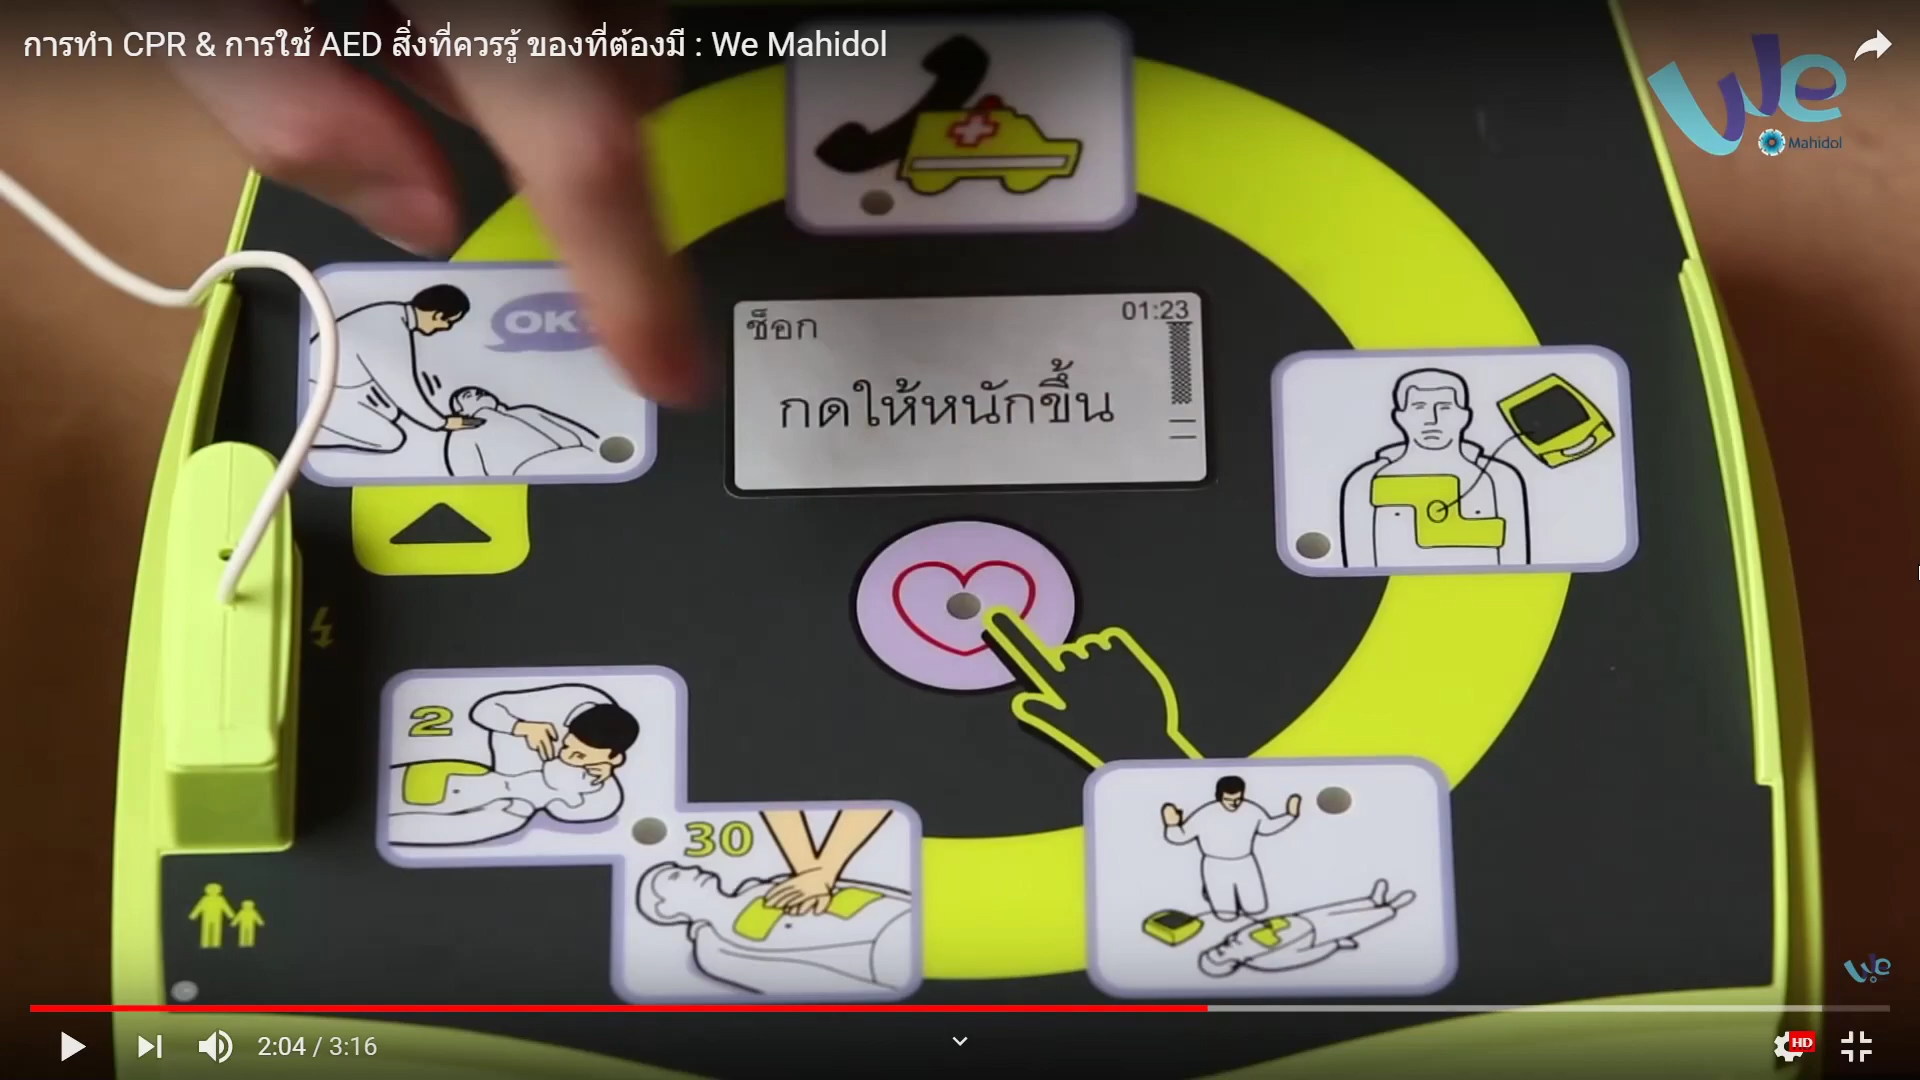 การทำ CPR & การใช้ AED สิ่งที่ควรรู้ ของที่ต้องมี : We Mahidol
We
Mahidol
OK?
ช็อก 01:23
กดให้หนักขึ้น
2
30
We
2:04 / 3:16
HD